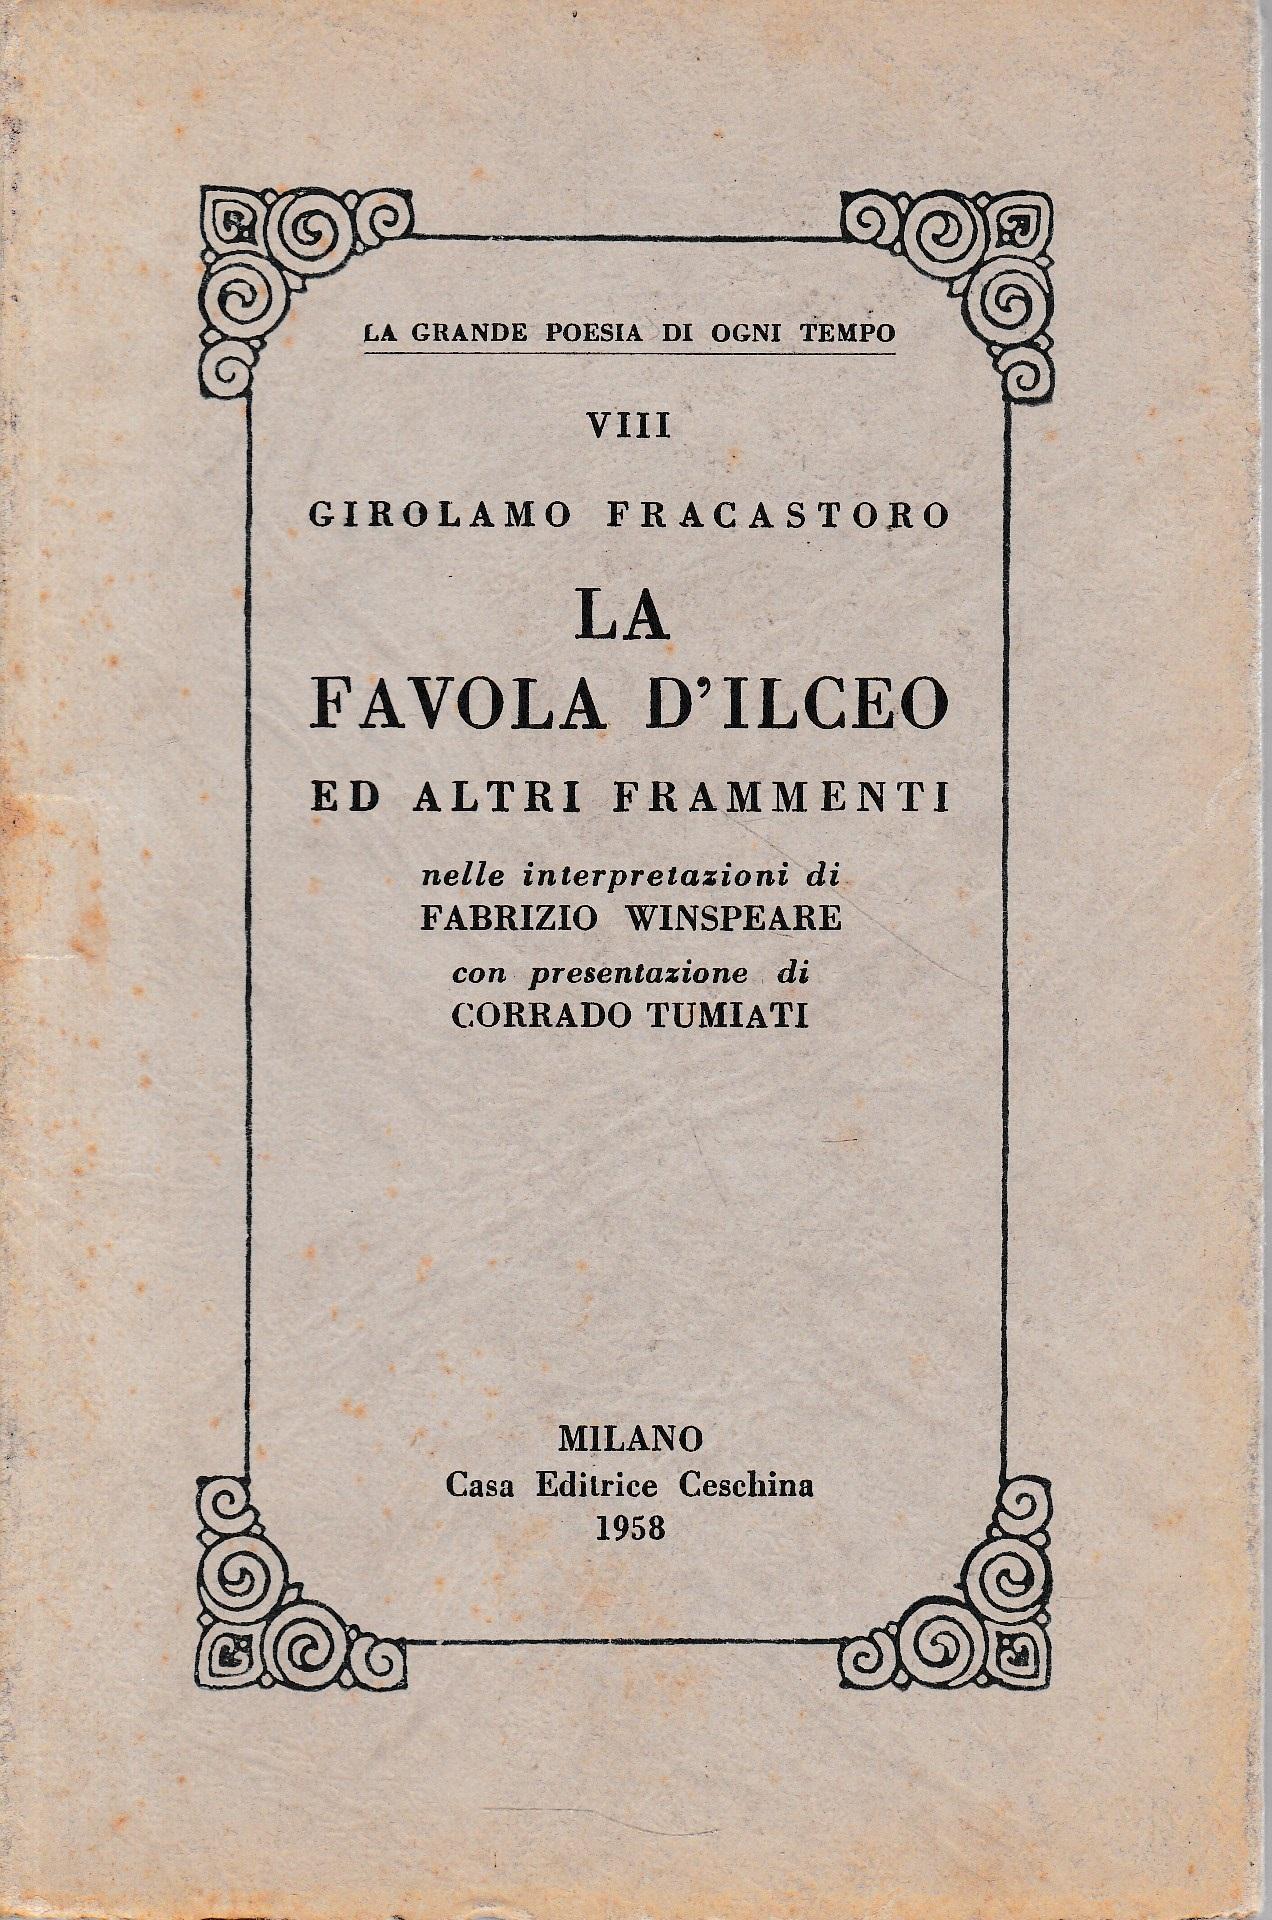 LA GRANDE POESIA DI OGNI TEMPO
VIII
GIROLAMO FRACASTORO
LA
FAVOLA D'ILCEO
ED ALTRI FRAMMENTI
nelle interpretazioni di
FABRIZIO WINSPEARE
con presentazione di
CORRADO TUMIATI
MILANO
Casa Editrice Ceschina
1958